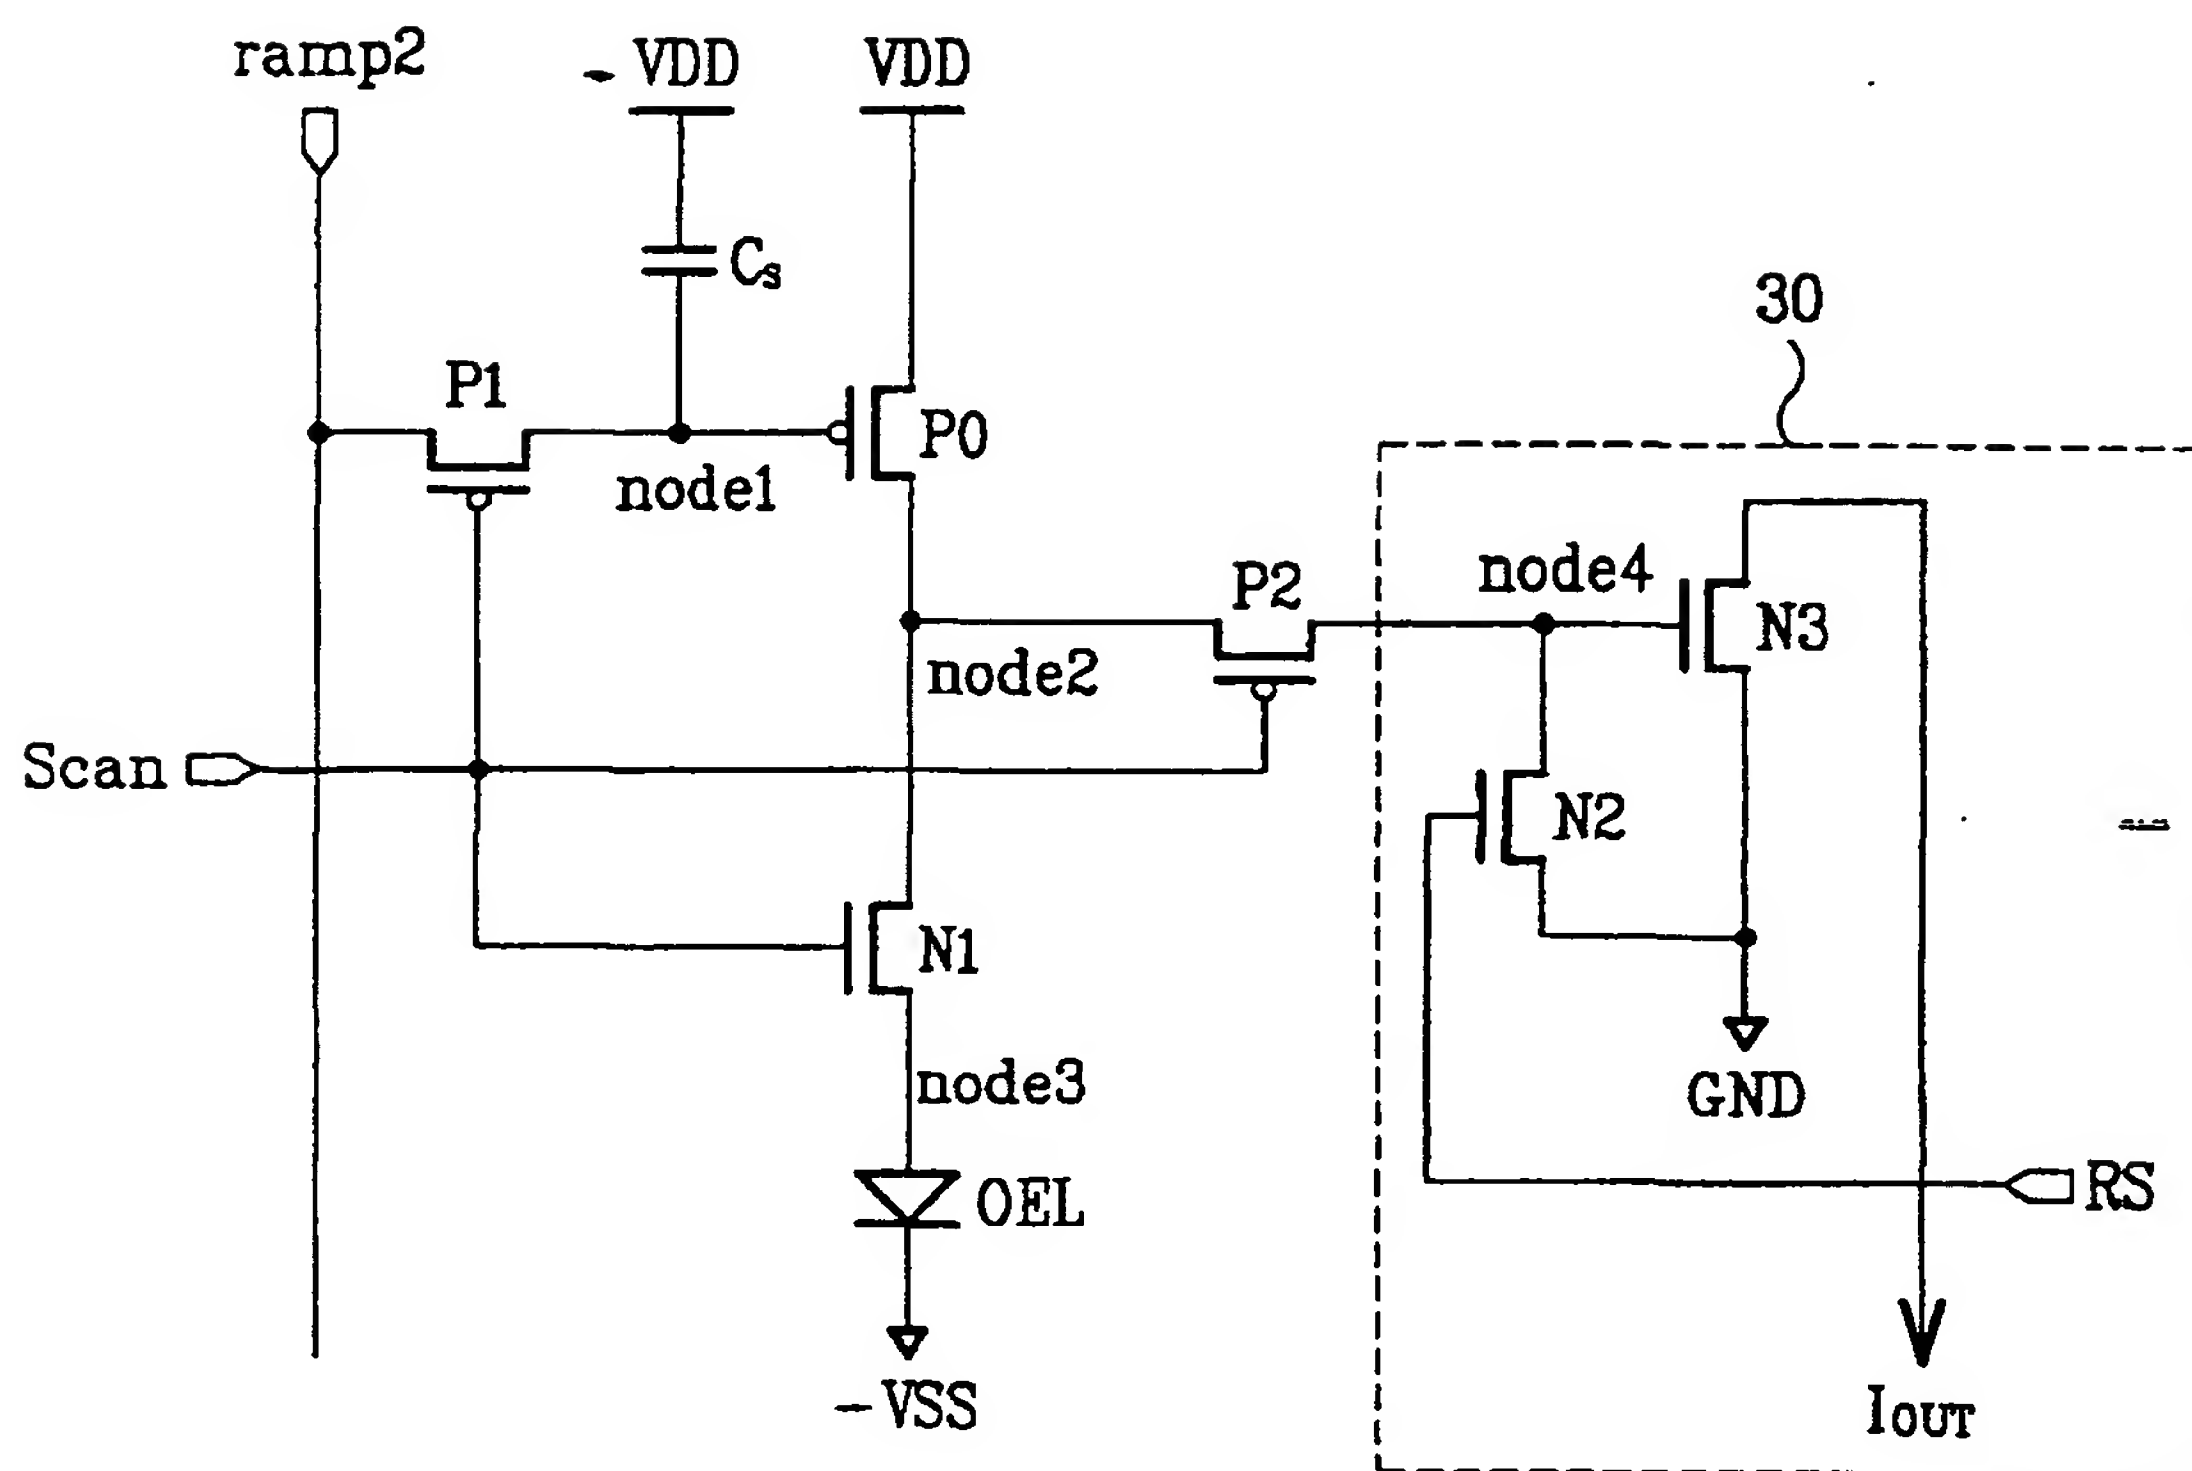 ramp2
- VDD
VDD
Cs
30
P1
P0
node1
node4
P2
N3
node2
Scan
N2
N1
node3
GND
RS
OEL
-VSS
IOUT